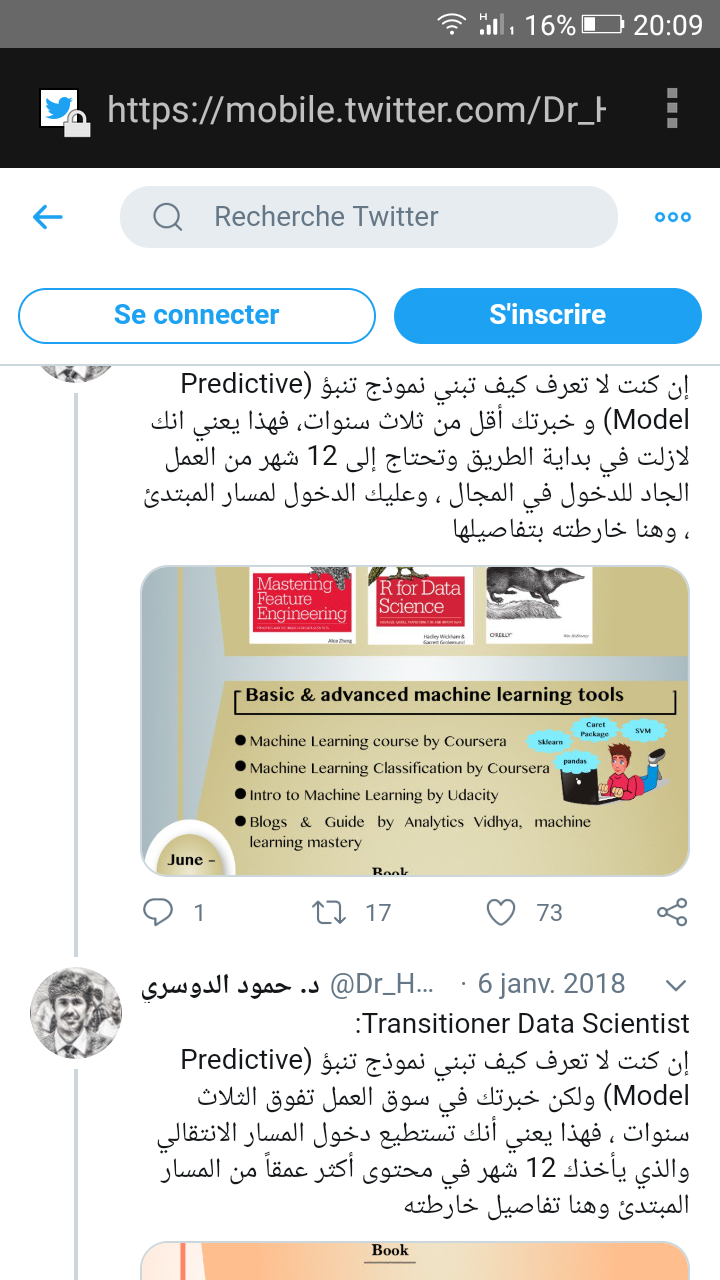 16% 20:09
https://mobile.twitter.com/Dr_H
Recherche Twitter
Se connecter
S'inscrire
إن كنت لا تعرف كيف تبني نموذج تنبؤ (Predictive
Model) و خبرتك أقل من ثلاث سنوات، فهذا يعني انك
لازلت في بداية الطريق وتحتاج إلى 12 شهر من العمل
الجاد للدخول في المجال ، وعليك الدخول لمسار المبتدئ
، وهنا خارطته بتفاصيلها
Mastering
Feature
Engineering
Alice Zheng
R for Data
Science
Hadley Wickham &
Garrett Grolemund
O'REILLY
Wes McKinney
Basic & advanced machine learning tools
Machine Learning course by Coursera
Machine Learning Classification by Coursera
Intro to Machine Learning by Udacity
Blogs & Guide by Analytics Vidhya, machine
learning mastery
Sklearn
Caret
Package
SVM
pandas
June -
Book
1 17 73
د. حمود الدوسري @Dr_H... · 6 janv. 2018
Transitioner Data Scientist:
إن كنت لا تعرف كيف تبني نموذج تنبؤ (Predictive
Model) ولكن خبرتك في سوق العمل تفوق الثلاث
سنوات ، فهذا يعني أنك تستطيع دخول المسار الانتقالي
والذي يأخذك 12 شهر في محتوى أكثر عمقاً من المسار
المبتدئ وهنا تفاصيل خارطته
Book